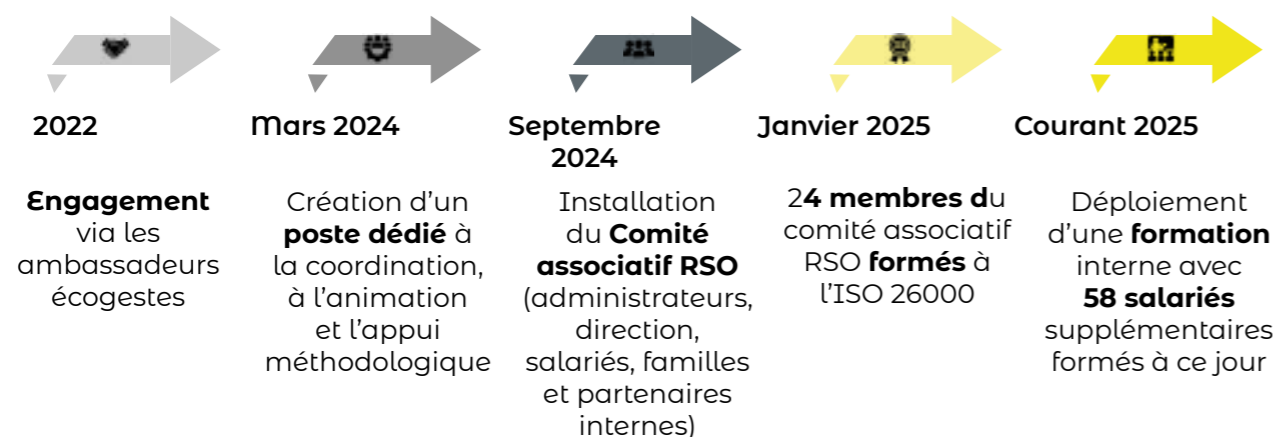 2022
Engagement
via les
ambassadeurs
écogestes
Mars 2024
Création d’un
poste dédié à
la coordination,
à l’animation
et l’appui
méthodologique
Septembre
2024
Installation
du Comité
associatif RSO
(administrateurs,
direction,
salariés, familles
et partenaires
internes)
Janvier 2025
24 membres du
comité associatif
RSO formés à
l’ISO 26000
Courant 2025
Déploiement
d’une formation
interne avec
58 salariés
supplémentaires
formés à ce jour